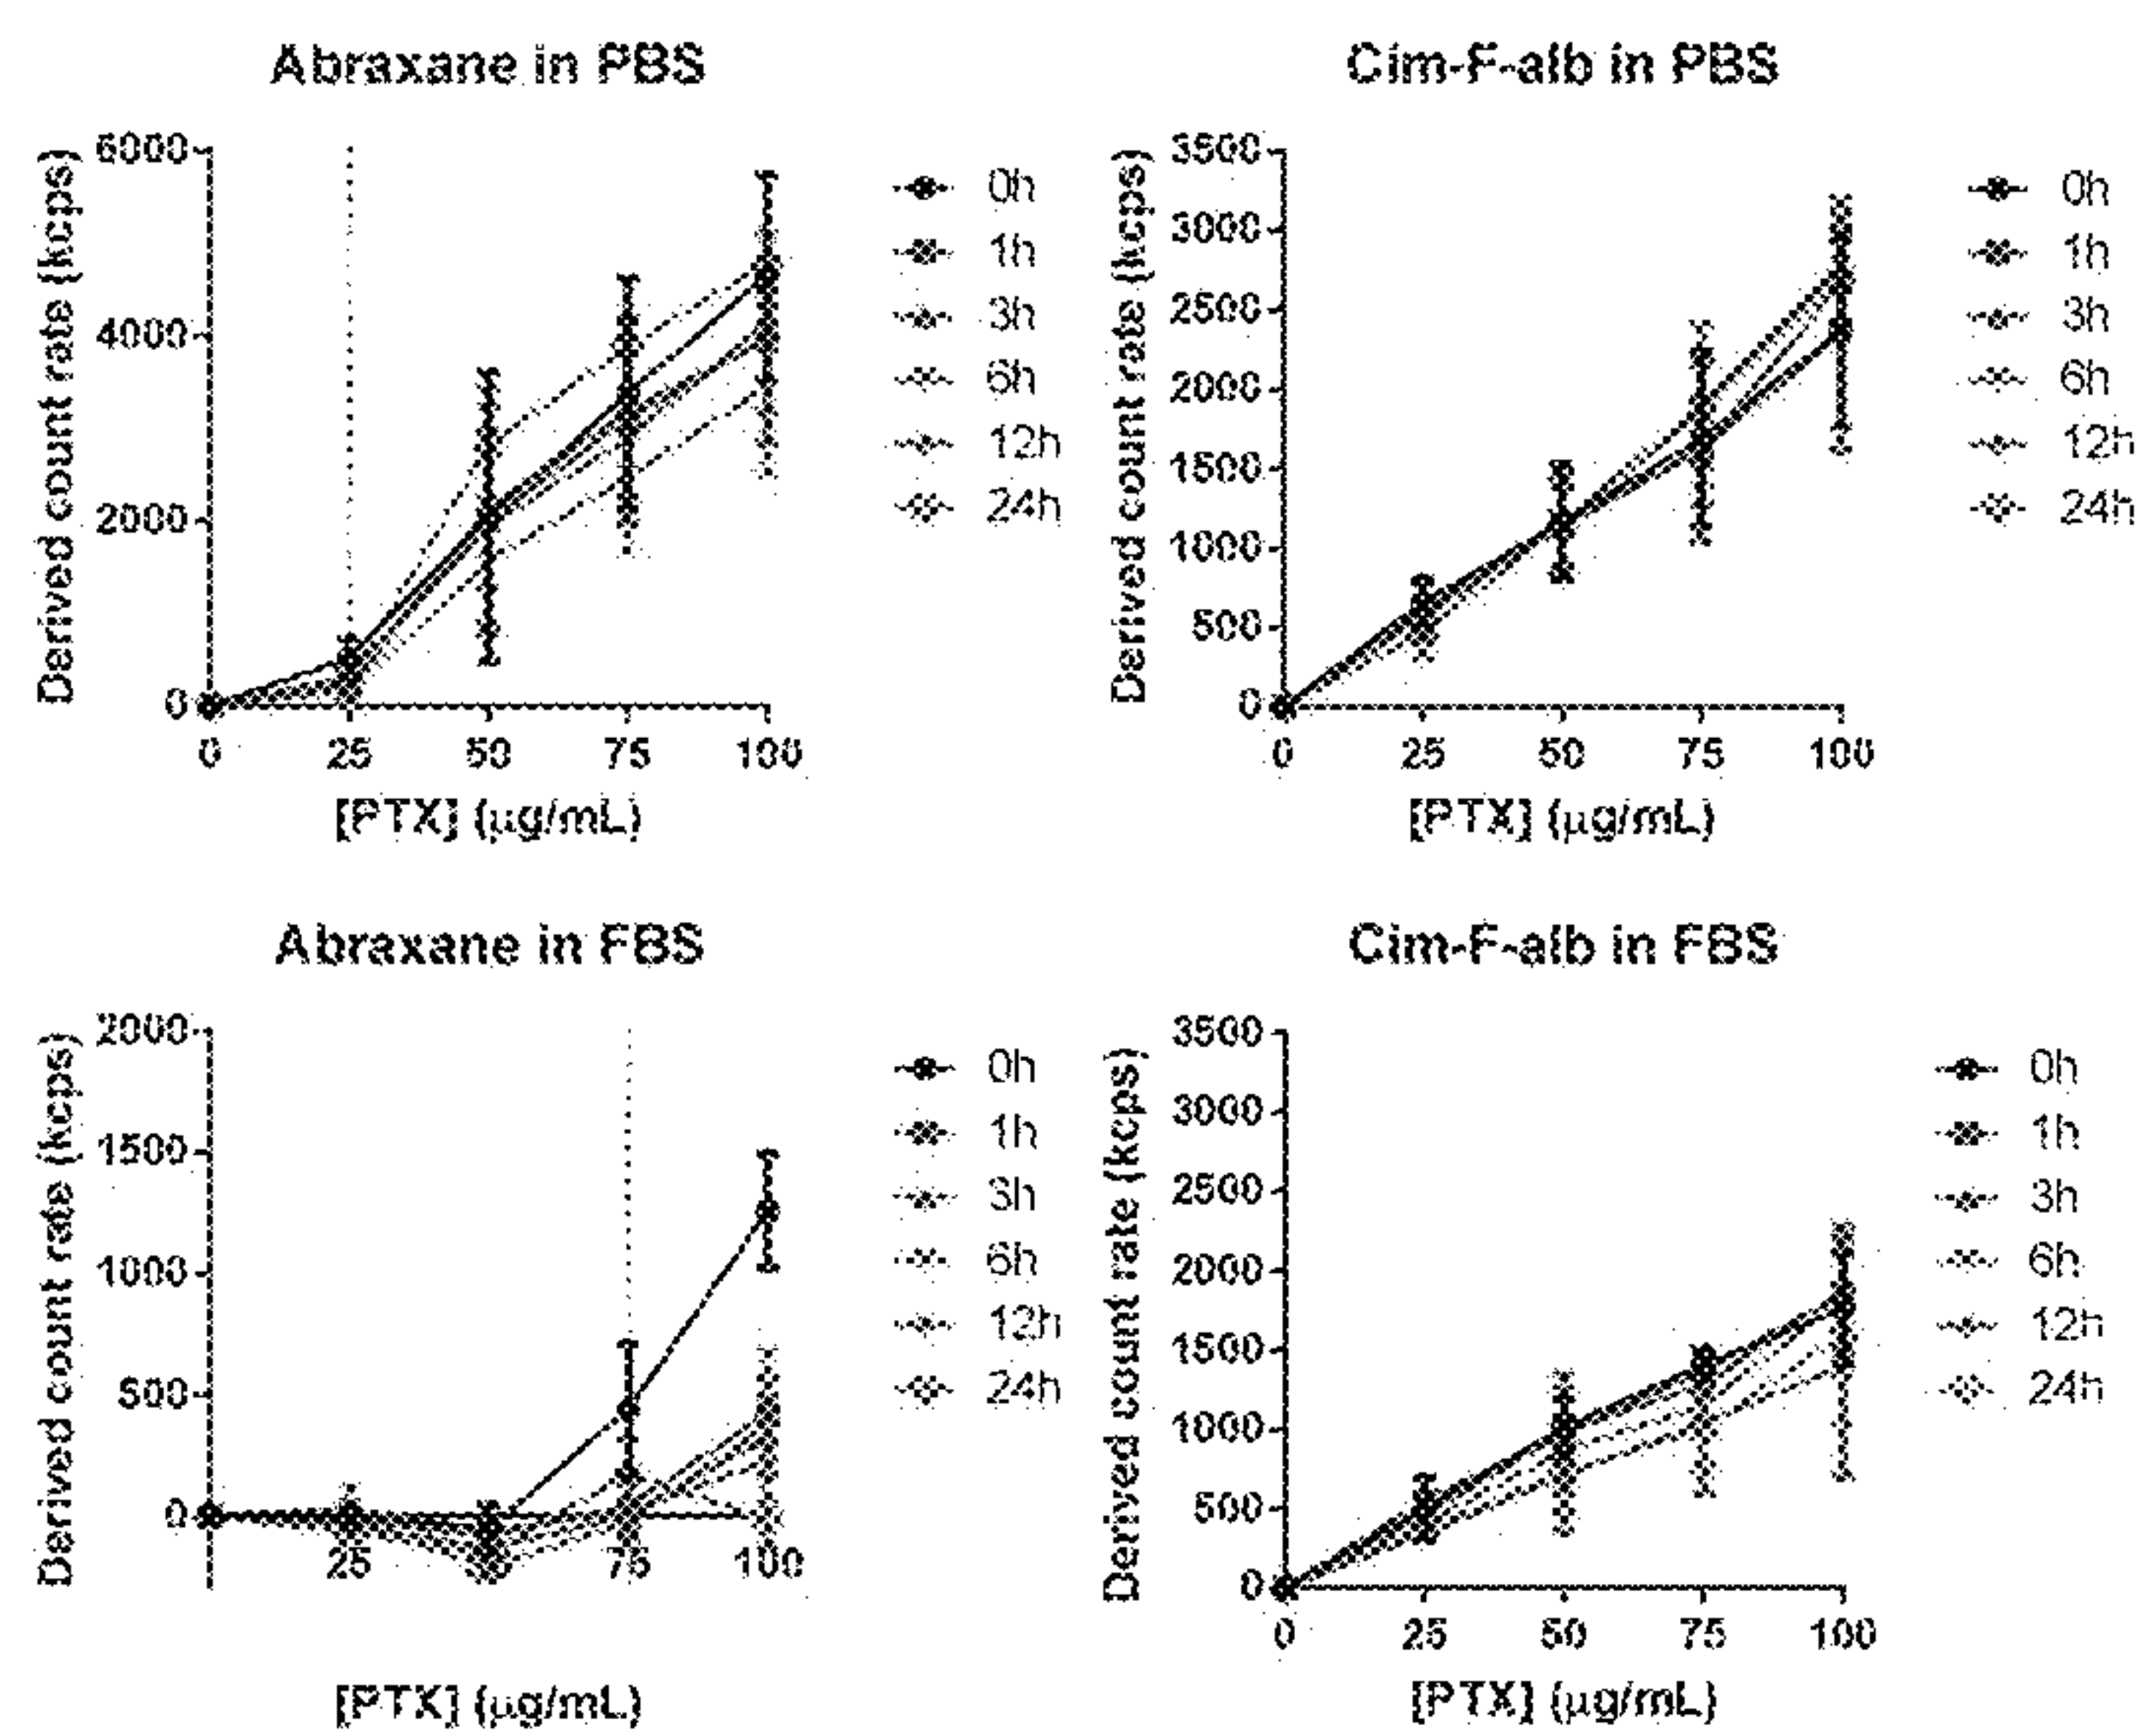 Abraxane in PBS
Derived count rate (kcps)
6000
4000
2000
0
0 25 50 75 100
[PTX] (µg/mL)
0h
1h
3h
6h
12h
24h
Cim-F-alb in PBS
Derived count rate (kcps)
3500
3000
2500
2000
1500
1000
500
0
0 25 50 75 100
[PTX] (µg/mL)
0h
1h
3h
6h
12h
24h
Abraxane in FBS
Derived count rate (kcps)
2000
1500
1000
500
0
25 50 75 100
[PTX] (µg/mL)
0h
1h
3h
6h
12h
24h
Cim-F-alb in FBS
Derived count rate (kcps)
3500
3000
2500
2000
1500
1000
500
0
0 25 50 75 100
[PTX] (µg/mL)
0h
1h
3h
6h
12h
24h